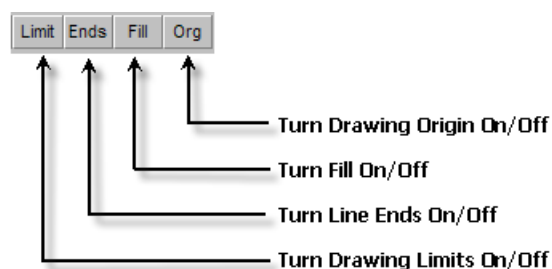 Limit Ends Fill Org
Turn Drawing Origin On/Off
Turn Fill On/Off
Turn Line Ends On/Off
Turn Drawing Limits On/Off